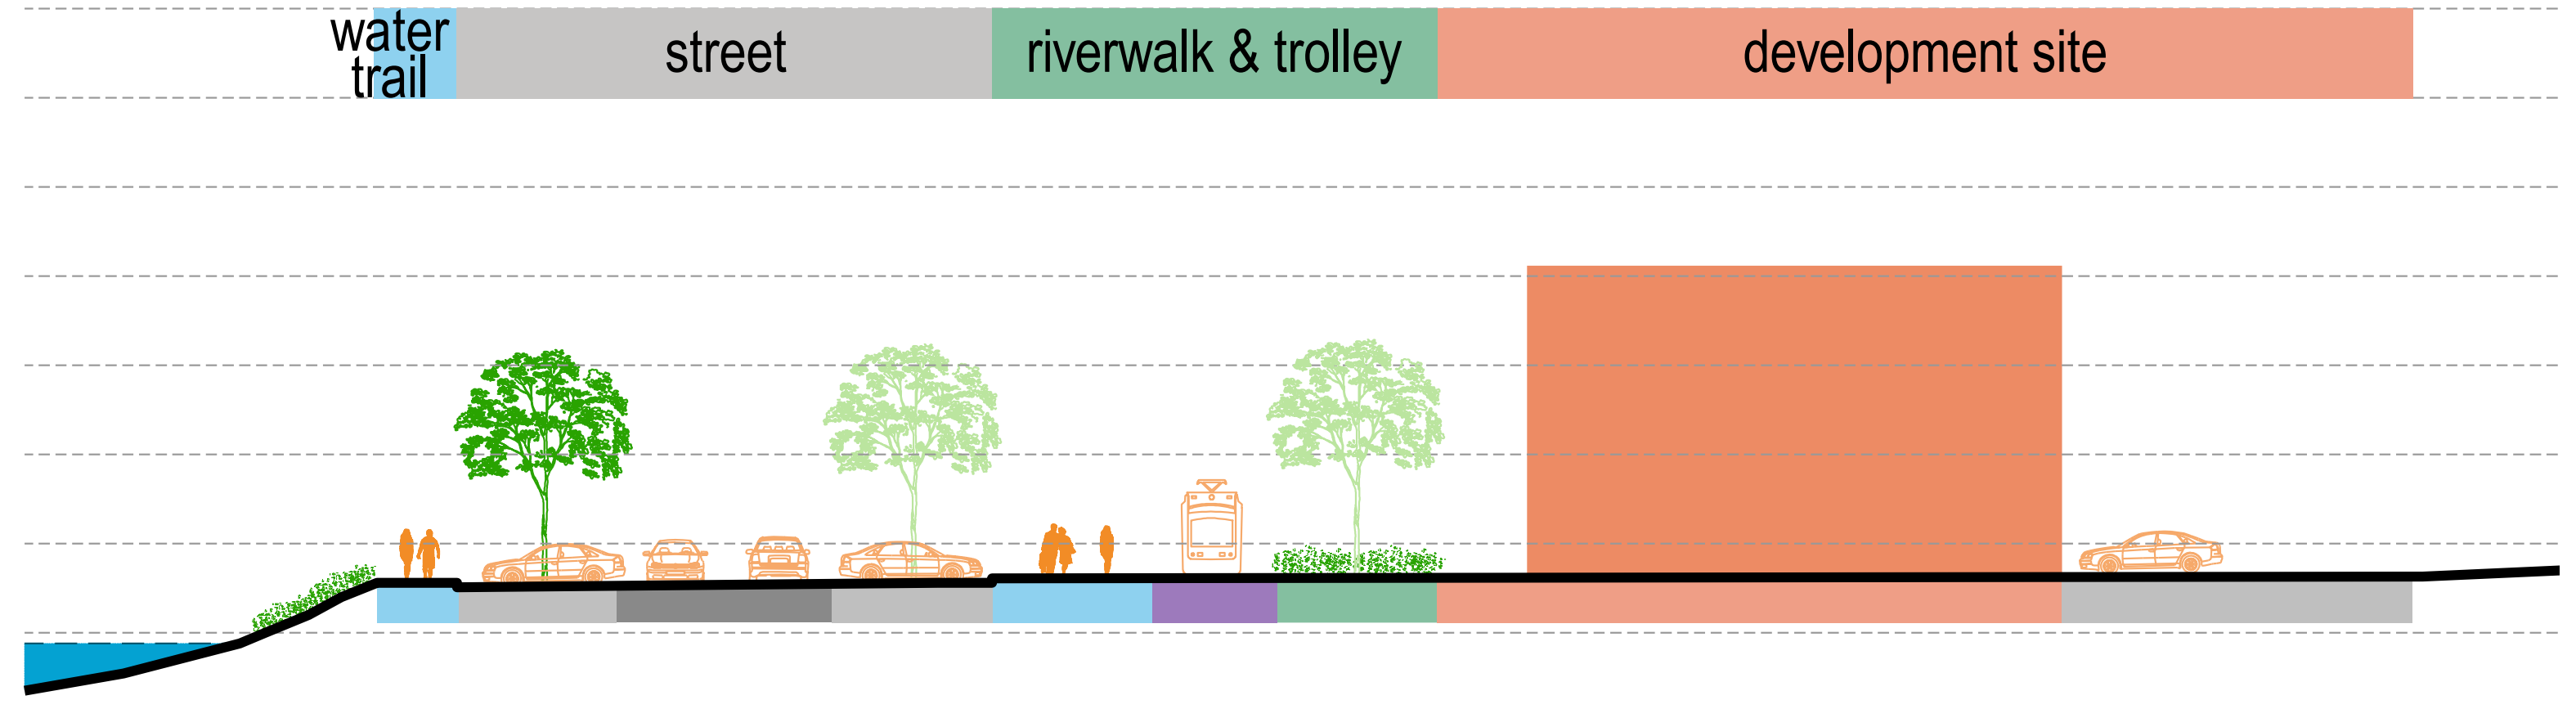 water
trail
street
riverwalk & trolley
development site